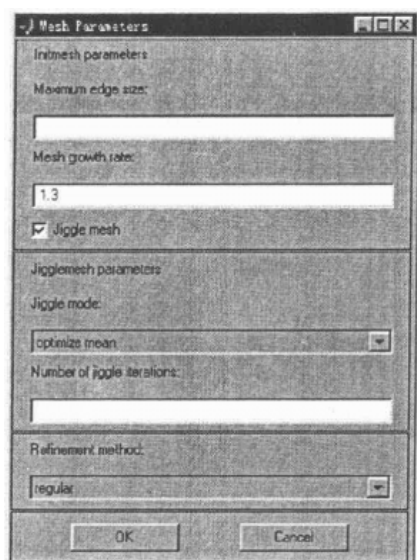 Mesh Parameters
Initmesh parameters
Maximum edge size:
Mesh growth rate:
1.3
Jiggle mesh
Jigglemesh parameters
Jiggle mode:
optimize mean
Number of jiggle iterations:
Refinement method:
regular
OK
Cancel